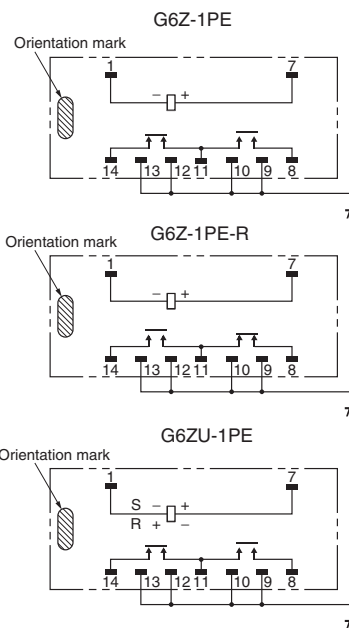 G6Z-1PE
Orientation mark
1 7
− +
14 13 12 11 10 9 8
G6Z-1PE-R
Orientation mark
1 7
− +
14 13 12 11 10 9 8
G6ZU-1PE
Orientation mark
1 7
S − +
R + −
14 13 12 11 10 9 8